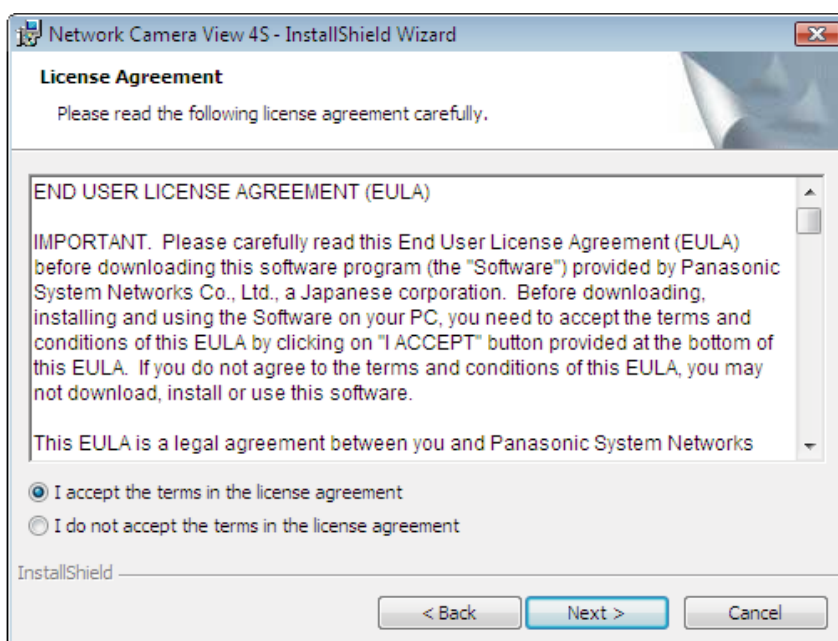 Network Camera View 4S - InstallShield Wizard
License Agreement
Please read the following license agreement carefully.
END USER LICENSE AGREEMENT (EULA)
IMPORTANT.  Please carefully read this End User License Agreement (EULA)
before downloading this software program (the "Software") provided by Panasonic
System Networks Co., Ltd., a Japanese corporation.  Before downloading,
installing and using the Software on your PC, you need to accept the terms and
conditions of this EULA by clicking on "I ACCEPT" button provided at the bottom of
this EULA.  If you do not agree to the terms and conditions of this EULA, you may
not download, install or use this software.
This EULA is a legal agreement between you and Panasonic System Networks
I accept the terms in the license agreement
I do not accept the terms in the license agreement
InstallShield
< Back
Next >
Cancel